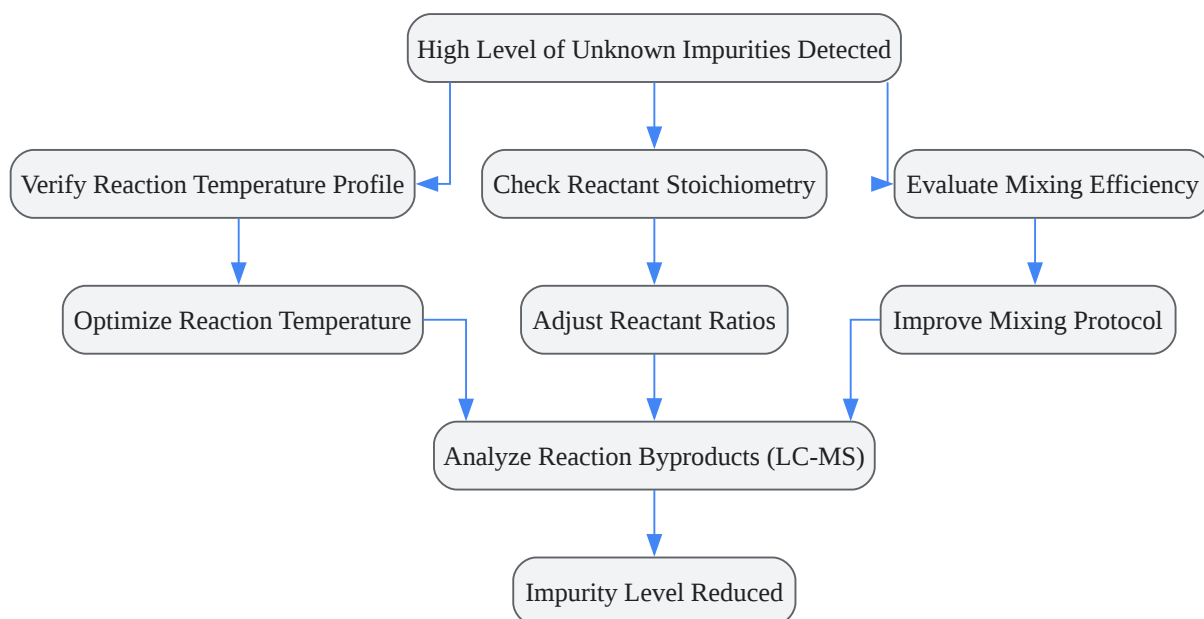 High Level of Unknown Impurities Detected
Verify Reaction Temperature Profile
Check Reactant Stoichiometry
Evaluate Mixing Efficiency
Optimize Reaction Temperature
Adjust Reactant Ratios
Improve Mixing Protocol
Analyze Reaction Byproducts (LC-MS)
Impurity Level Reduced